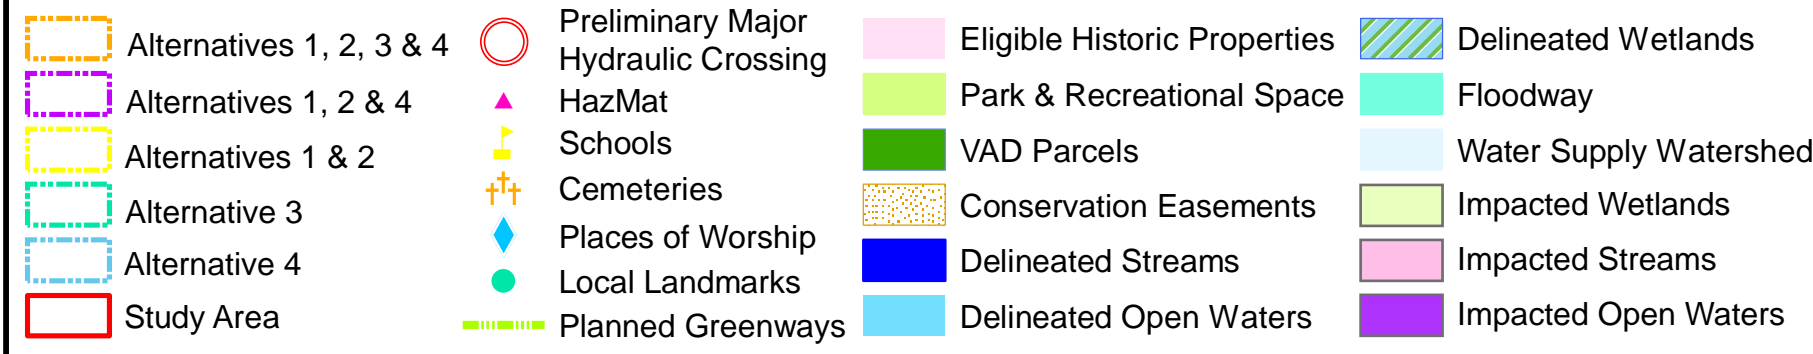 Alternatives 1, 2, 3 & 4
Alternatives 1, 2 & 4
Alternatives 1 & 2
Alternative 3
Alternative 4
Study Area
Preliminary Major
Hydraulic Crossing
HazMat
Schools
Cemeteries
Places of Worship
Local Landmarks
Planned Greenways
Eligible Historic Properties
Park & Recreational Space
VAD Parcels
Conservation Easements
Delineated Streams
Delineated Open Waters
Delineated Wetlands
Floodway
Water Supply Watershed
Impacted Wetlands
Impacted Streams
Impacted Open Waters